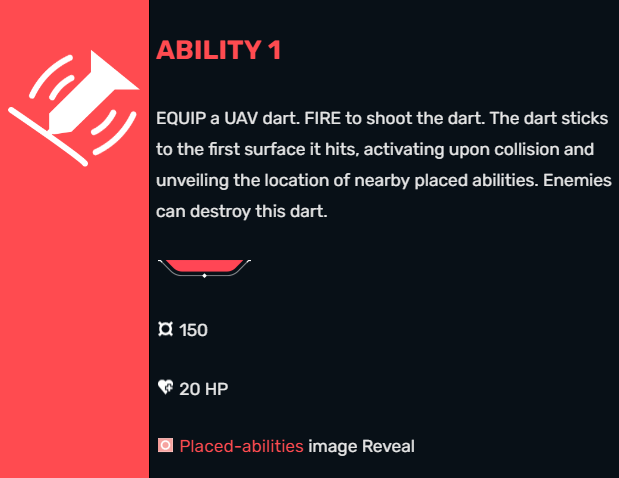 ABILITY 1
EQUIP a UAV dart. FIRE to shoot the dart. The dart sticks
to the first surface it hits, activating upon collision and
unveiling the location of nearby placed abilities. Enemies
can destroy this dart.
150
20 HP
Placed-abilities image Reveal